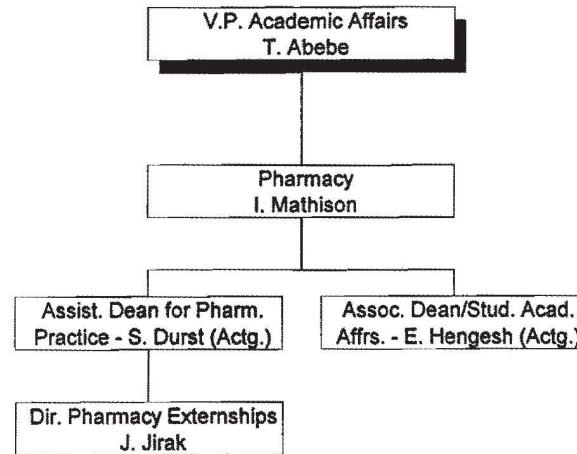 V.P. Academic Affairs
T. Abebe
Pharmacy
I. Mathison
Assist. Dean for Pharm.
Practice - S. Durst (Actg.)
Assoc. Dean/Stud. Acad.
Affrs. - E. Hengesh (Actg.)
Dir. Pharmacy Externships
J. Jirak